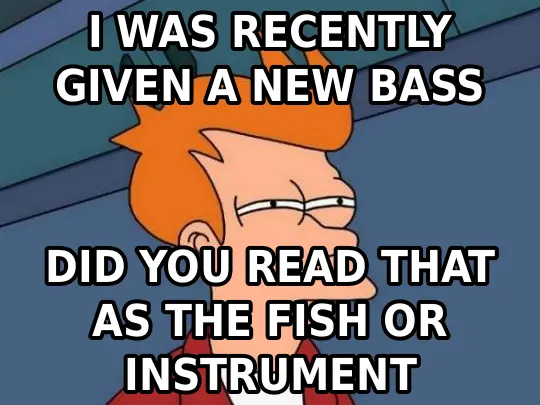 I WAS RECENTLY
GIVEN A NEW BASS
DID YOU READ THAT
AS THE FISH OR
INSTRUMENT